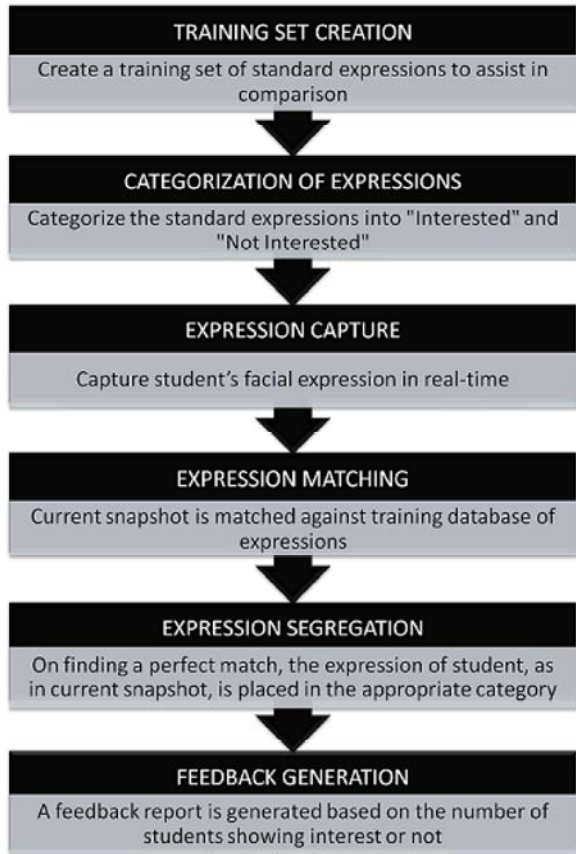 TRAINING SET CREATION
Create a training set of standard expressions to assist in
comparison
CATEGORIZATION OF EXPRESSIONS
Categorize the standard expressions into "Interested" and
"Not Interested"
EXPRESSION CAPTURE
Capture student’s facial expression in real-time
EXPRESSION MATCHING
Current snapshot is matched against training database of
expressions
EXPRESSION SEGREGATION
On finding a perfect match, the expression of student, as
in current snapshot, is placed in the appropriate category
FEEDBACK GENERATION
A feedback report is generated based on the number of
students showing interest or not